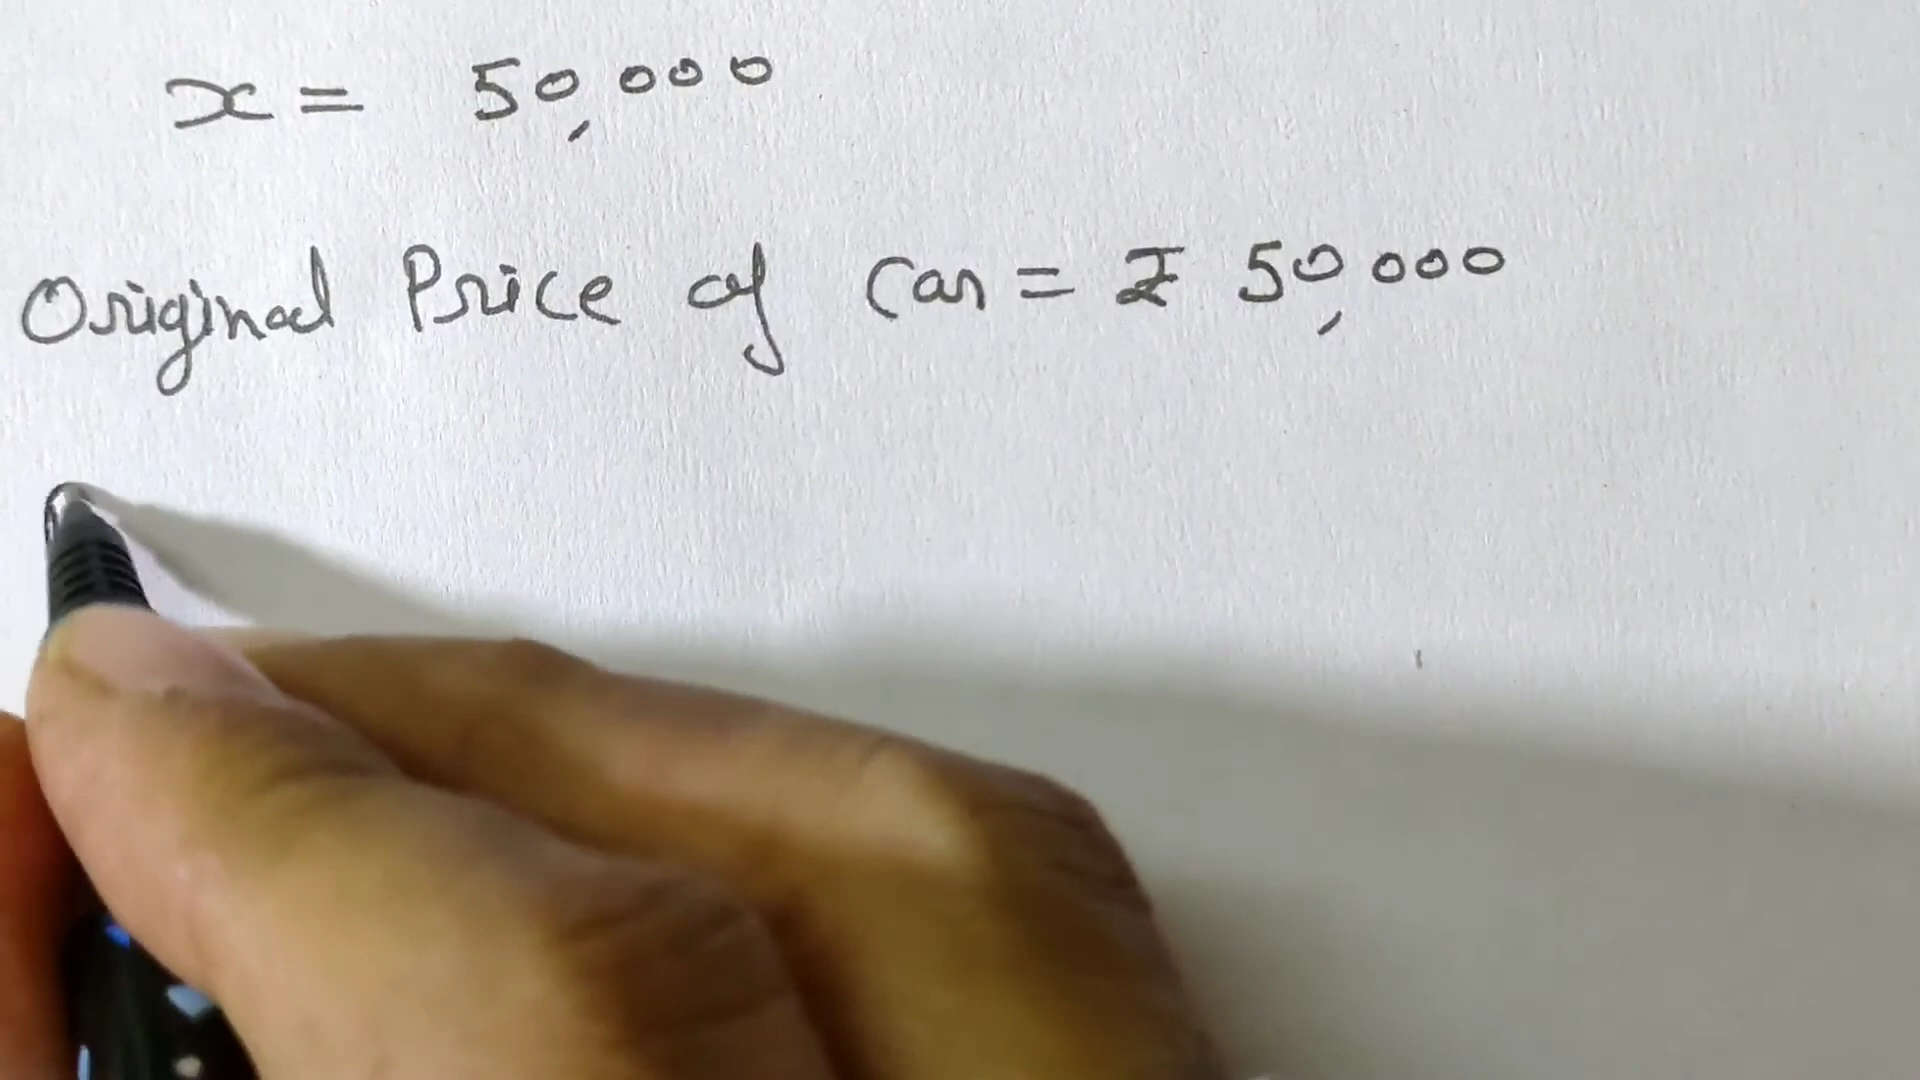 x = 50,000
Original Price of Car = ₹ 50,000